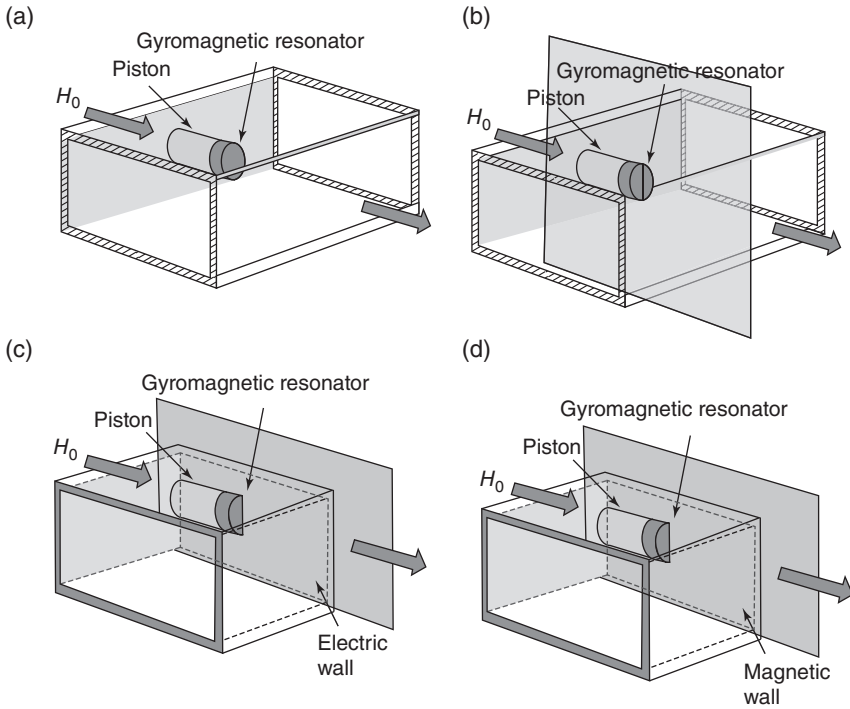 (a)
Gyromagnetic resonator
Piston
H0
(b)
Gyromagnetic resonator
Piston
H0
(c)
Gyromagnetic resonator
Piston
H0
Electric
wall
(d)
Gyromagnetic resonator
Piston
H0
Magnetic
wall